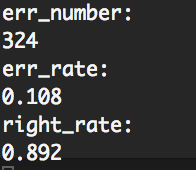 err_number:
324
err_rate:
0.108
right_rate:
0.892